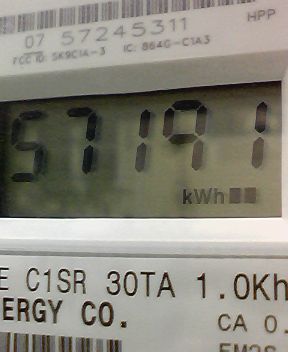 HPP
07 57245311
FCC ID: SK9C1A-3 IC: 864G-C1A3
57191
kWh
E C1SR 30TA 1.0Kh
ERGY CO.
CA 0.